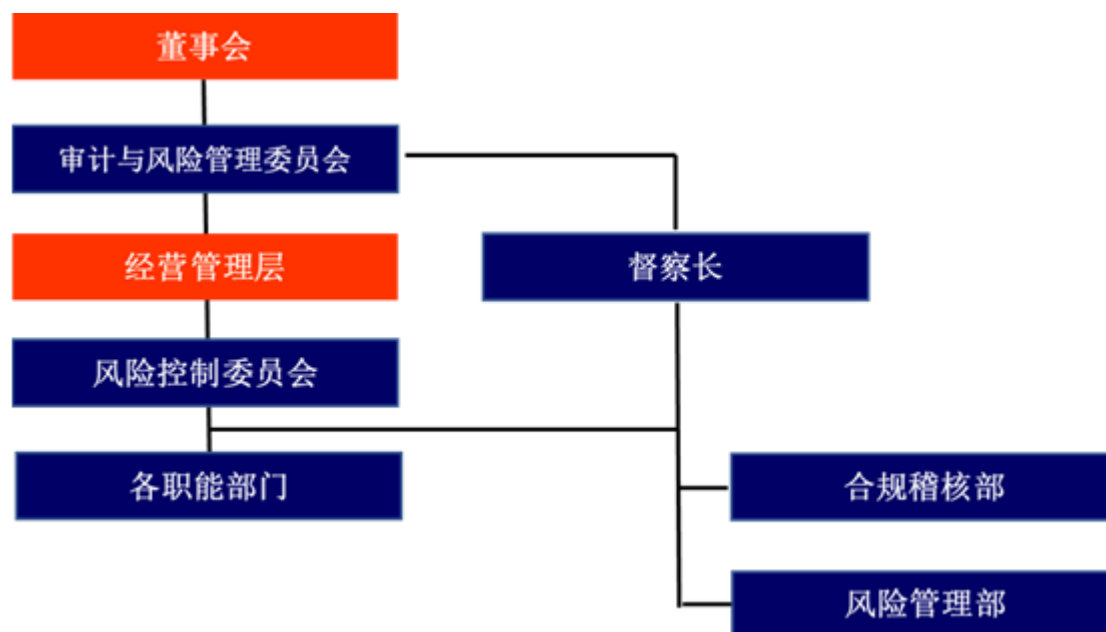 董事会
审计与风险管理委员会
经营管理层
督察长
风险控制委员会
各职能部门
合规稽核部
风险管理部